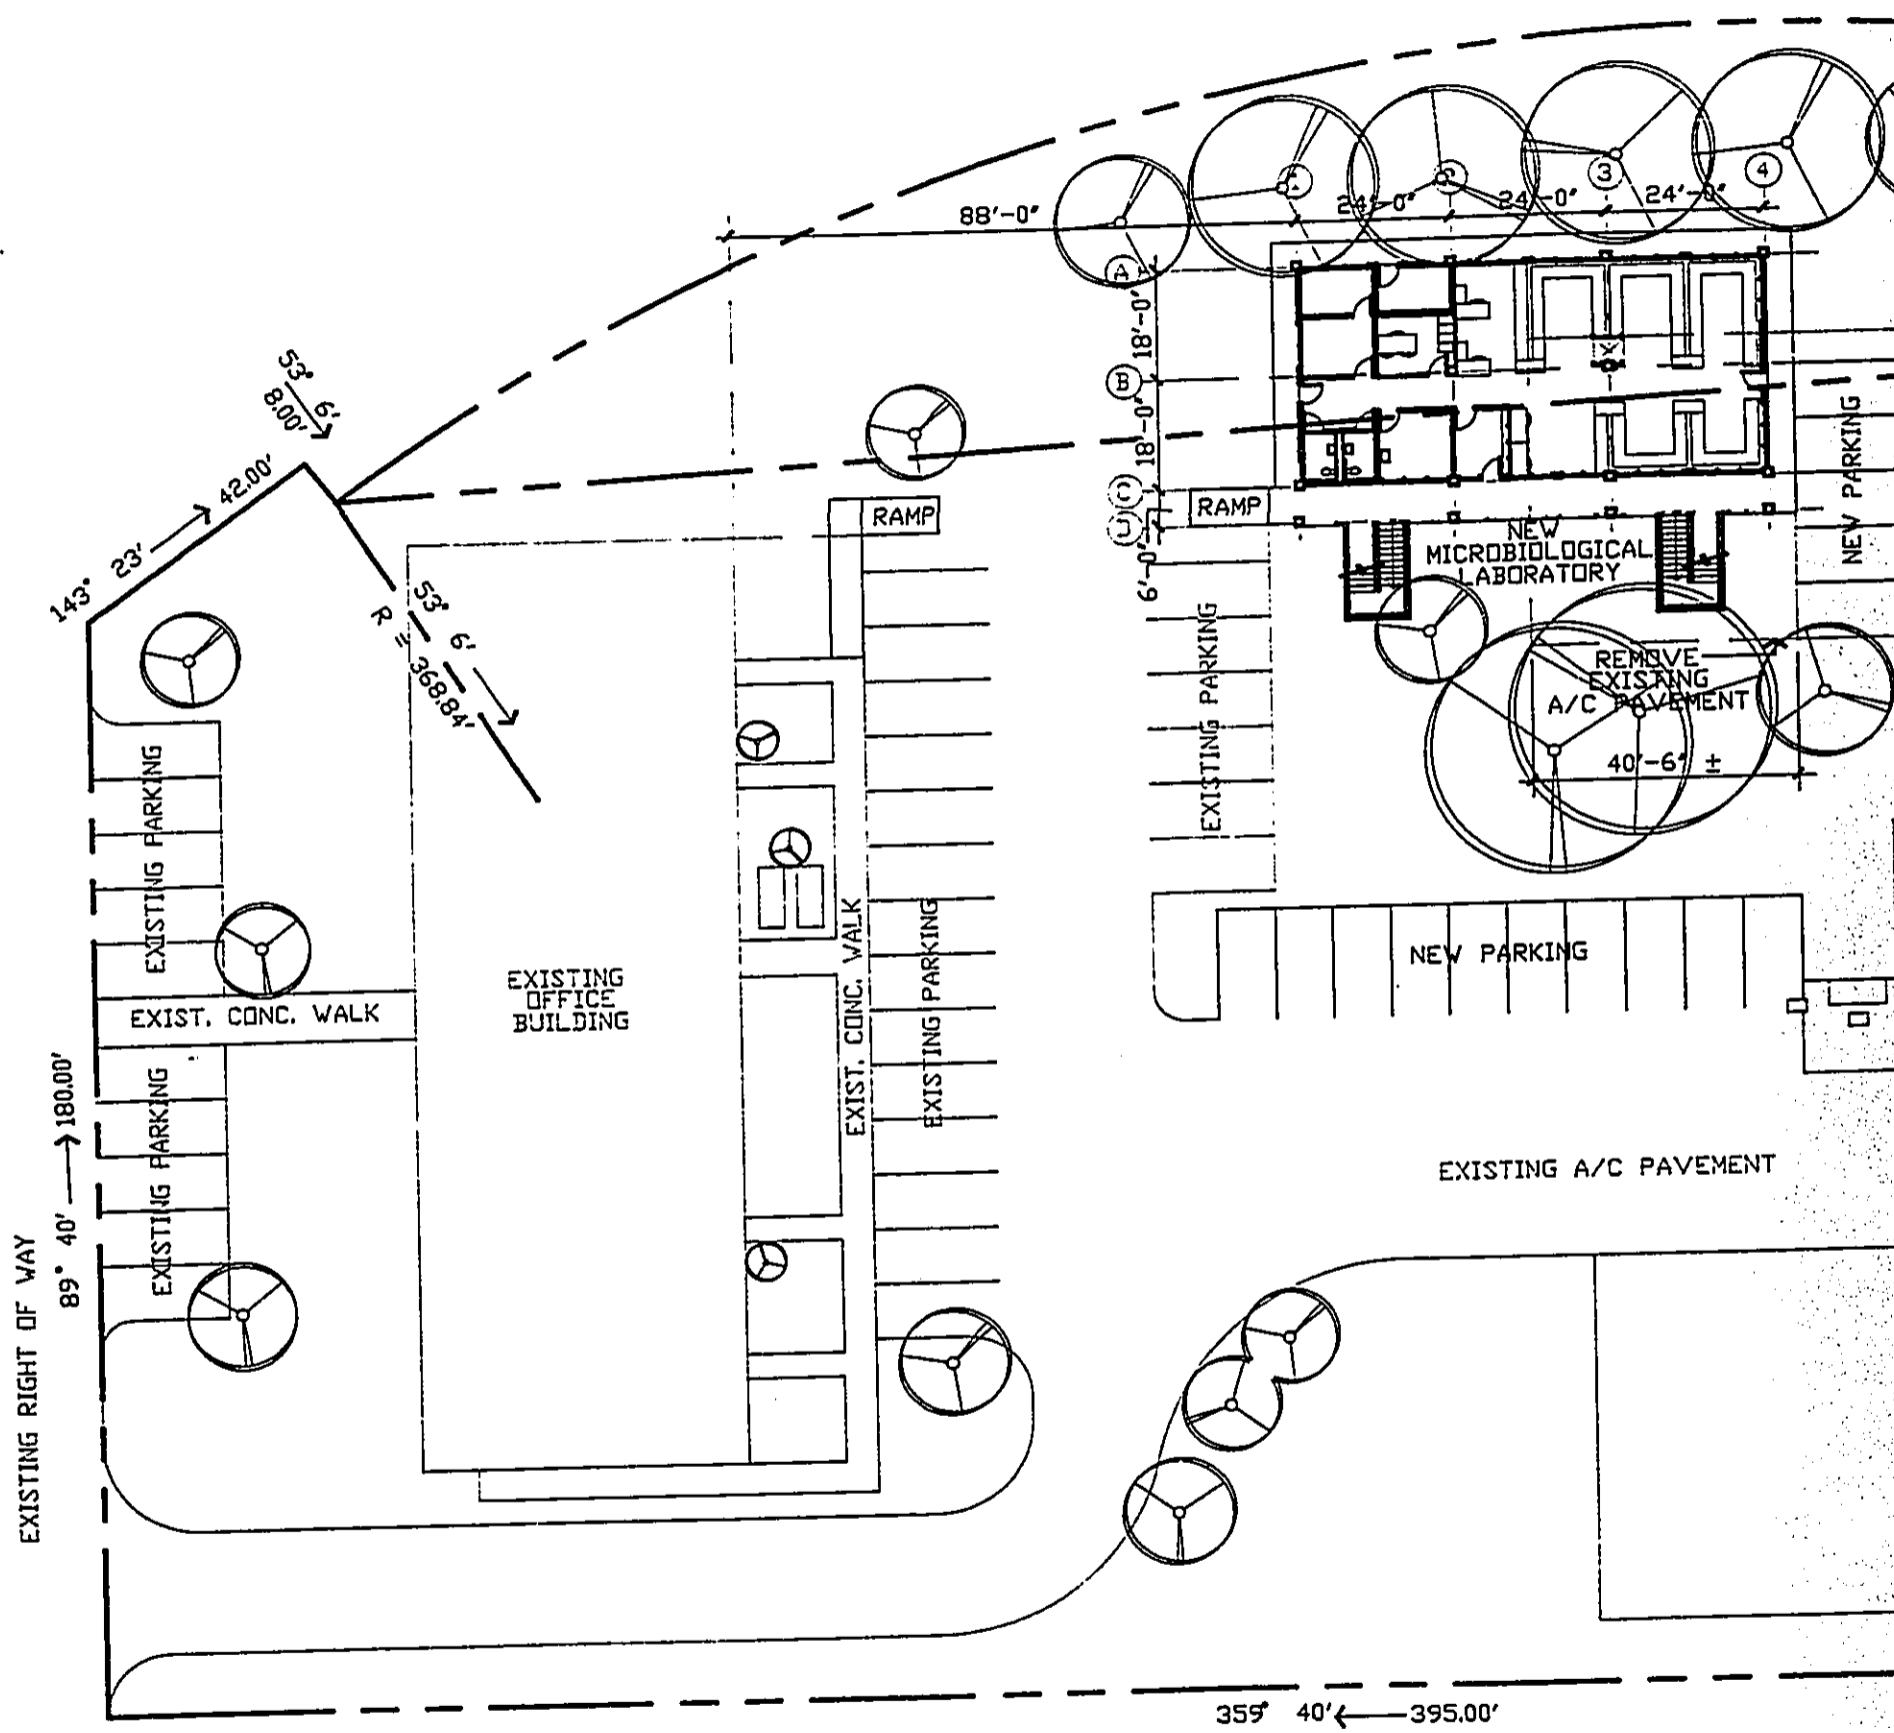 88'-0"
24'-0"
24'-0"
24'-0"
3
4
A
18'-0"
B
18'-0"
C
D
6'-0"
53° 6'
8.00'
143° 23' 42.00'
53° 6'
R = 368.84'
RAMP
RAMP
NEW
MICROBIOLOGICAL
LABORATORY
NEW PARKING
REMOVE
EXISTING
A/C PAVEMENT
40'-6" ±
EXISTING PARKING
EXISTING PARKING
EXIST. CONC. WALK
EXISTING PARKING
EXISTING
OFFICE
BUILDING
EXIST. CONC. WALK
EXISTING PARKING
NEW PARKING
EXISTING A/C PAVEMENT
EXISTING RIGHT OF WAY
89° 40' 180.00'
359° 40' 395.00'